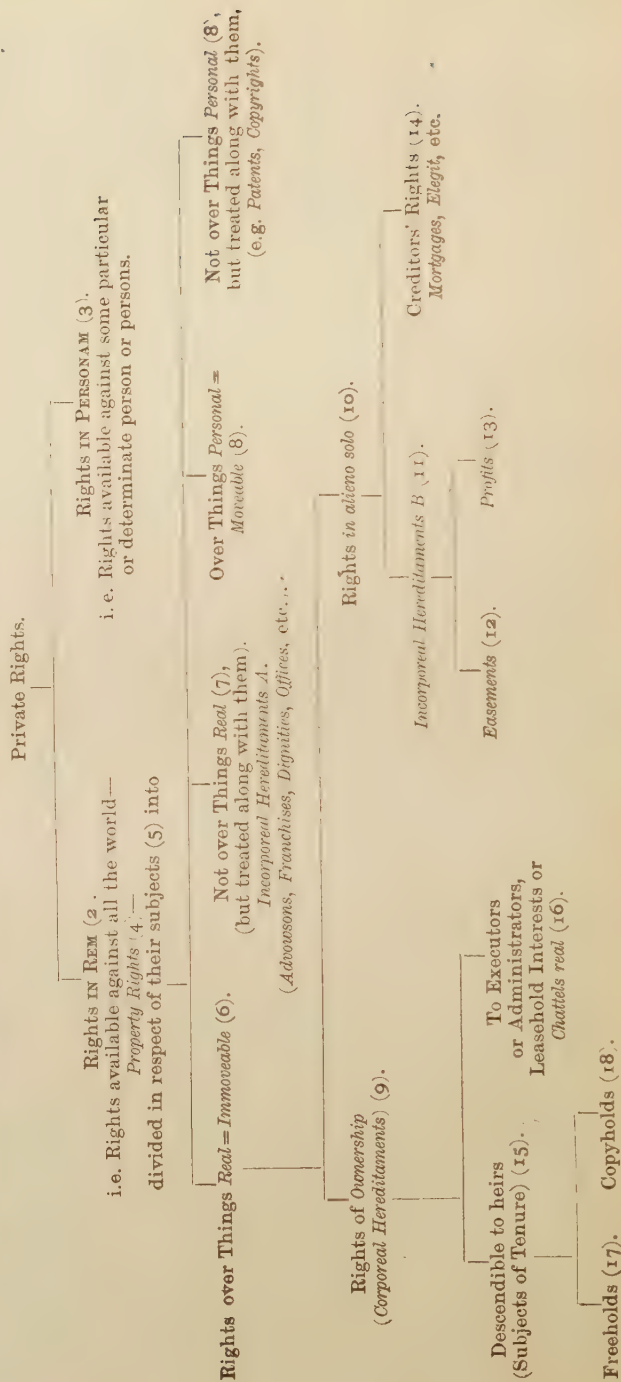 Private Rights.
RIGHTS IN REM (2 .
i.e. Rights available against all the world—
Property Rights (4 —
divided in respect of their subjects (5) into
RIGHTS IN PERSONAM (3).
i. e. Rights available against some particular
or determinate person or persons.
Rights over Things Real = Immoveable (6).
Not over Things Real (7),
(but treated along with them).
Incorporeal Hereditaments A.
(Advowsons, Franchises, Dignities, Offices, etc...
Over Things Personal =
Moveable (8).
Not over Things Personal (8 ,
but treated along with them,
(e.g. Patents, Copyrights).
Rights of Ownership
(Corporeal Hereditaments) (9).
Rights in alieno solo (10).
Incorporeal Hereditaments B (11).
Creditors' Rights (14).
Mortgages, Elegit, etc.
Easements (12).
Profits (13).
Descendible to heirs
(Subjects of Tenure) (15).
To Executors
or Administrators,
Leasehold Interests or
Chattels real (16).
Freeholds (17).
Copyholds (18.